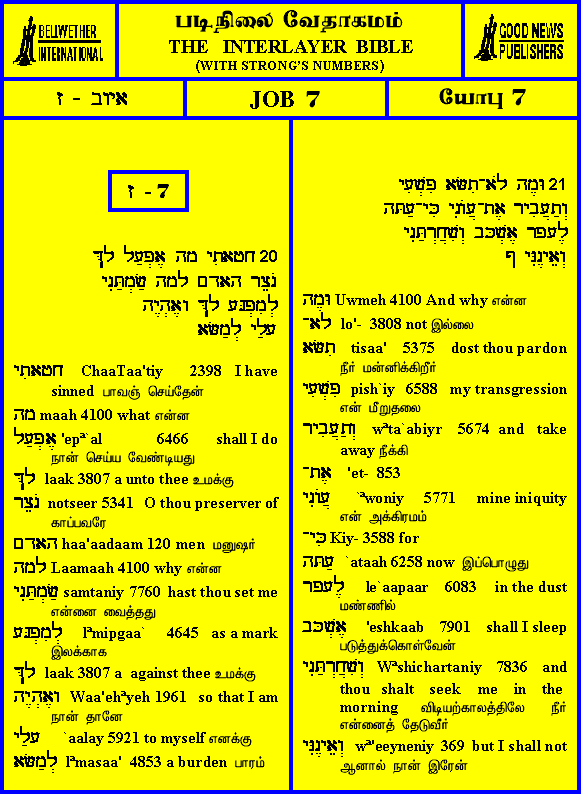 BELLWETHER
INTERNATIONAL
படிநிலை வேதாகமம்
THE INTERLAYER BIBLE
(WITH STRONG'S NUMBERS)
GOOD NEWS
PUBLISHERS
איוב - ז
JOB 7
யோபு 7
ז - 7
20 חטאתי מה אפעל לך
נצר האדם למה שמתני
למפגע לך ואהיה
עלי למשא
חטאתי ChaaTaa'tiy 2398 I have
sinned பாவஞ் செய்தேன்
מה maah 4100 what என்ன
אפעל 'epª`al 6466 shall I do
நான் செய்ய வேண்டியது
לך laak 3807 a unto thee உமக்கு
נצר notseer 5341 O thou preserver of
காப்பவரே
האדם haa'aadaam 120 men மனுஷர்
למה Laamaah 4100 why என்ன
שמתני samtaniy 7760 hast thou set me
என்னை வைத்தது
למפגע lªmipgaa` 4645 as a mark
இலக்காக
לך laak 3807 a against thee உமக்கு
ואהיה Waa'ehªyeh 1961 so that I am
நான் தானே
עלי `aalay 5921 to myself எனக்கு
למשא lªmasaa' 4853 a burden பாரம்
21 ומה לא־תשא פשעי
ותעביר את־עוני כי־עתה
לעפר אשכב ושחרתני
ואינני ף
ומה Uwmeh 4100 And why என்ன
לא־ lo'- 3808 not இல்லை
תשא tisaa' 5375 dost thou pardon
நீர் மன்னிக்கிறீர்
פשעי pish`iy 6588 my transgression
என் மீறுதலை
ותעביר wªta`abiyr 5674 and take
away நீக்கி
את־ 'et- 853
עוני `ªwoniy 5771 mine iniquity
என் அக்கிரமம்
כי־ Kiy- 3588 for
עתה `ataah 6258 now இப்பொழுது
לעפר le`aapaar 6083 in the dust
மண்ணில்
אשכב 'eshkaab 7901 shall I sleep
படுத்துக்கொள்வேன்
ושחרתני Wªshichartaniy 7836 and
thou shalt seek me in the
morning விடியற்காலத்திலே நீர்
என்னைத் தேடுவீர்
ואינני wª'eeyneniy 369 but I shall not
ஆனால் நான் இரேன்